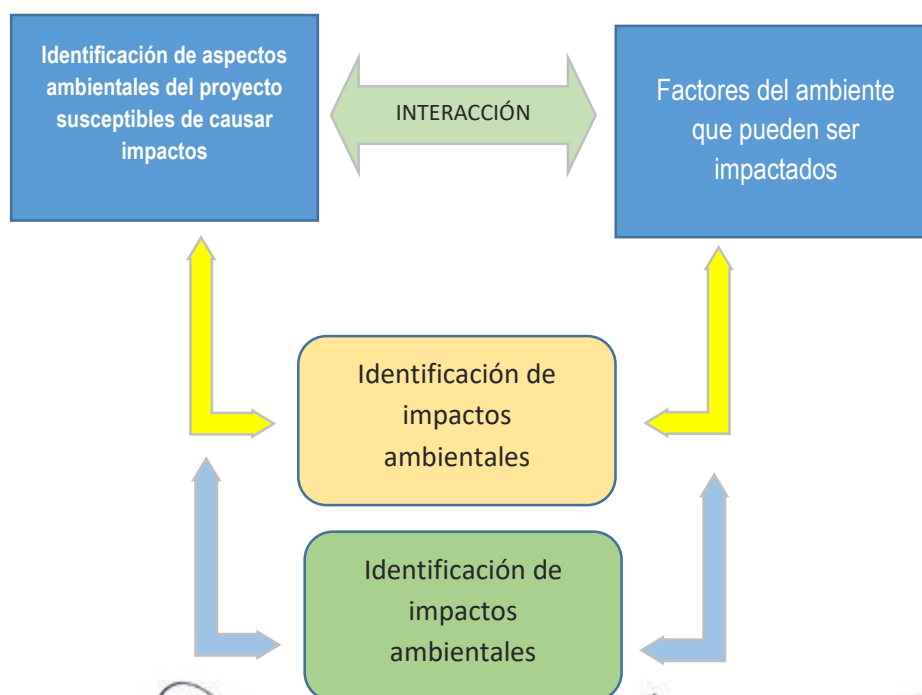 Identificación de aspectos
ambientales del proyecto
susceptibles de causar
impactos
INTERACCIÓN
Factores del ambiente
que pueden ser
impactados
Identificación de
impactos
ambientales
Identificación de
impactos
ambientales